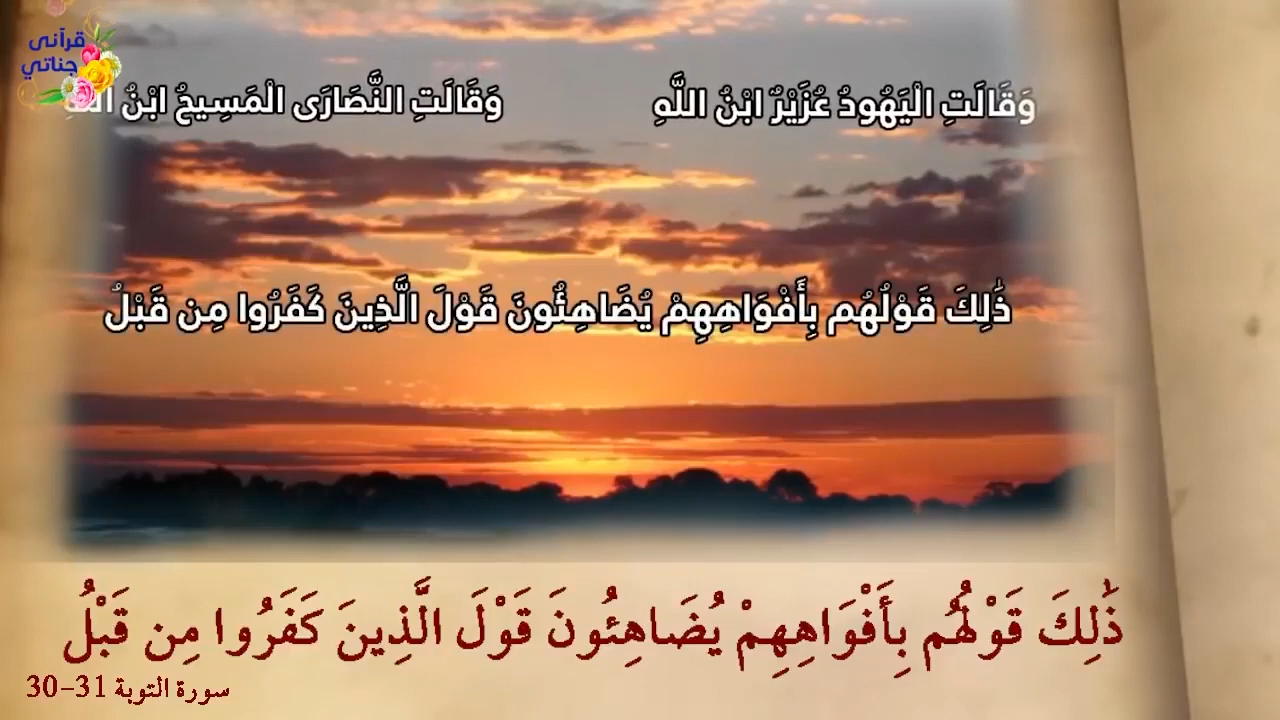 قرآنى
جناتي
وَقَالَتِ الْيَهُودُ عُزَيْرٌ ابْنُ اللَّهِ
وَقَالَتِ النَّصَارَى الْمَسِيحُ ابْنُ
ذَٰلِكَ قَوْلُهُم بِأَفْوَاهِهِمْ يُضَاهِئُونَ قَوْلَ الَّذِينَ كَفَرُوا مِن قَبْلُ
ذَٰلِكَ قَوْلُهُم بِأَفْوَاهِهِمْ يُضَاهِئُونَ قَوْلَ الَّذِينَ كَفَرُوا مِن قَبْلُ
سورة التوبة 31-30